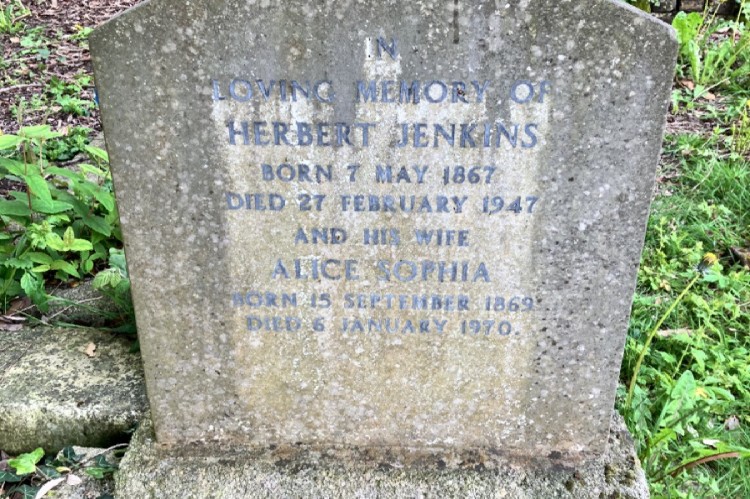 IN
LOVING MEMORY OF
HERBERT JENKINS
BORN 7 MAY 1867
DIED 27 FEBRUARY 1947
AND HIS WIFE
ALICE SOPHIA
BORN 15 SEPTEMBER 1869
DIED 6 JANUARY 1970.